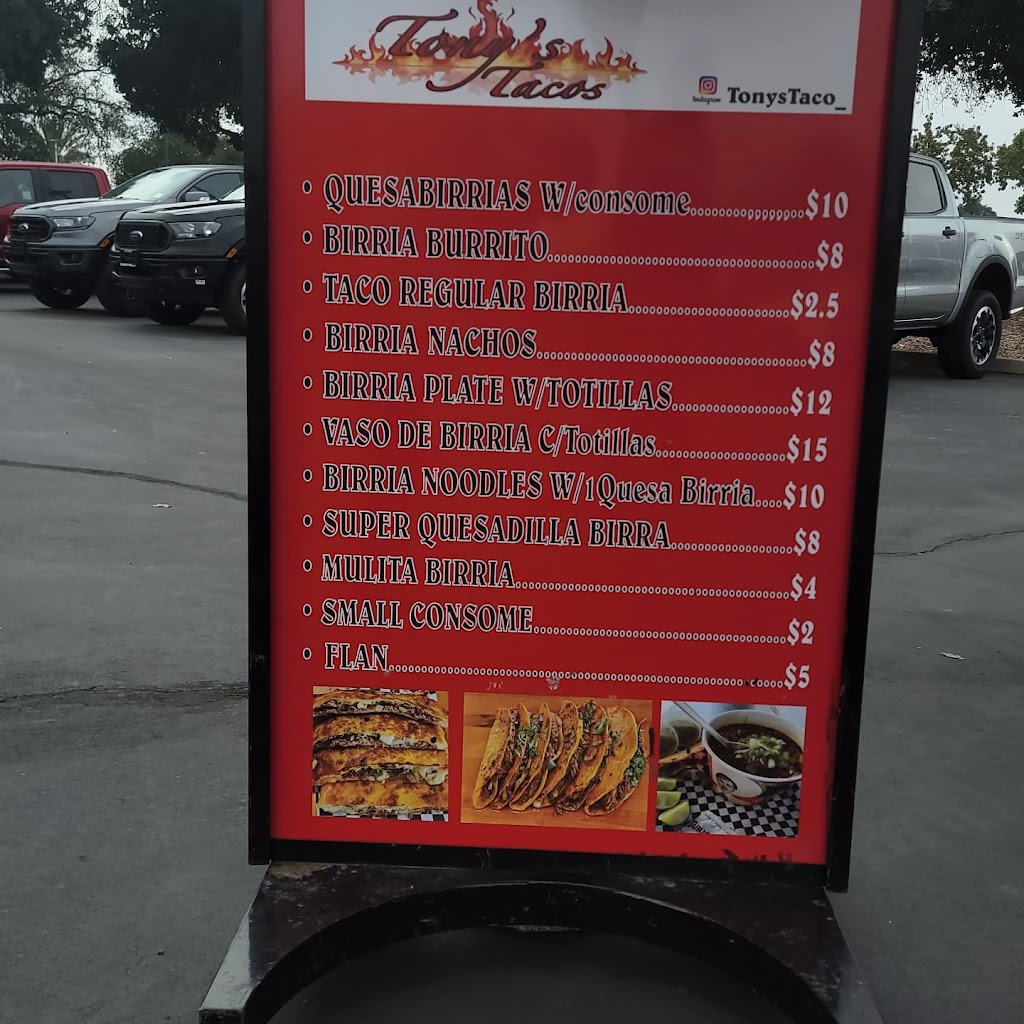 Tony's
Tacos
Instagram TonysTaco_
• QUESABIRRIAS W/consome....................$10
• BIRRIA BURRITO........................................$8
• TACO REGULAR BIRRIA........................$2.5
• BIRRIA NACHOS.........................................$8
• BIRRIA PLATE W/TOTILLAS..................$12
• VASO DE BIRRIA C/Totillas....................$15
• BIRRIA NOODLES W/1Quesa Birria....$10
• SUPER QUESADILLA BIRRA...................$8
• MULITA BIRRIA..........................................$4
• SMALL CONSOME.......................................$2
• FLAN.............................................................$5